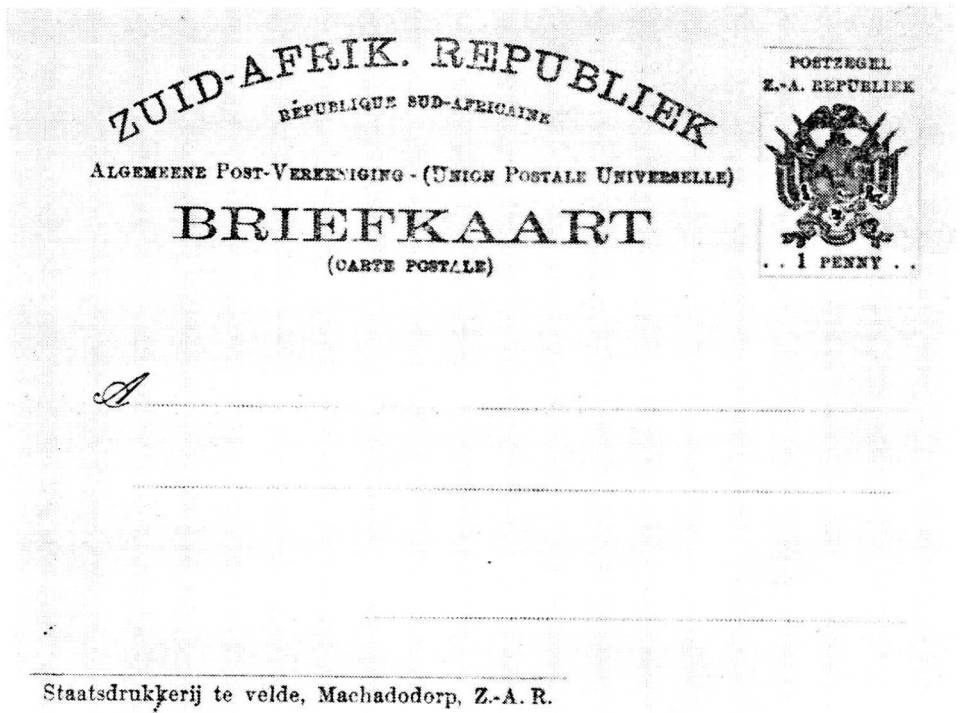 ZUID-AFRIK. REPUBLIEK
RÉPUBLIQUE SUD-AFRICAINE
ALGEMEENE POST-VEREENIGING - (UNION POSTALE UNIVERSELLE)
BRIEFKAART
(CARTE POSTALE)
POSTZEGEL
Z.-A. REPUBLIEK
. . 1 PENNY . .
A
Staatsdrukkerij te velde, Machadodorp, Z.-A. R.